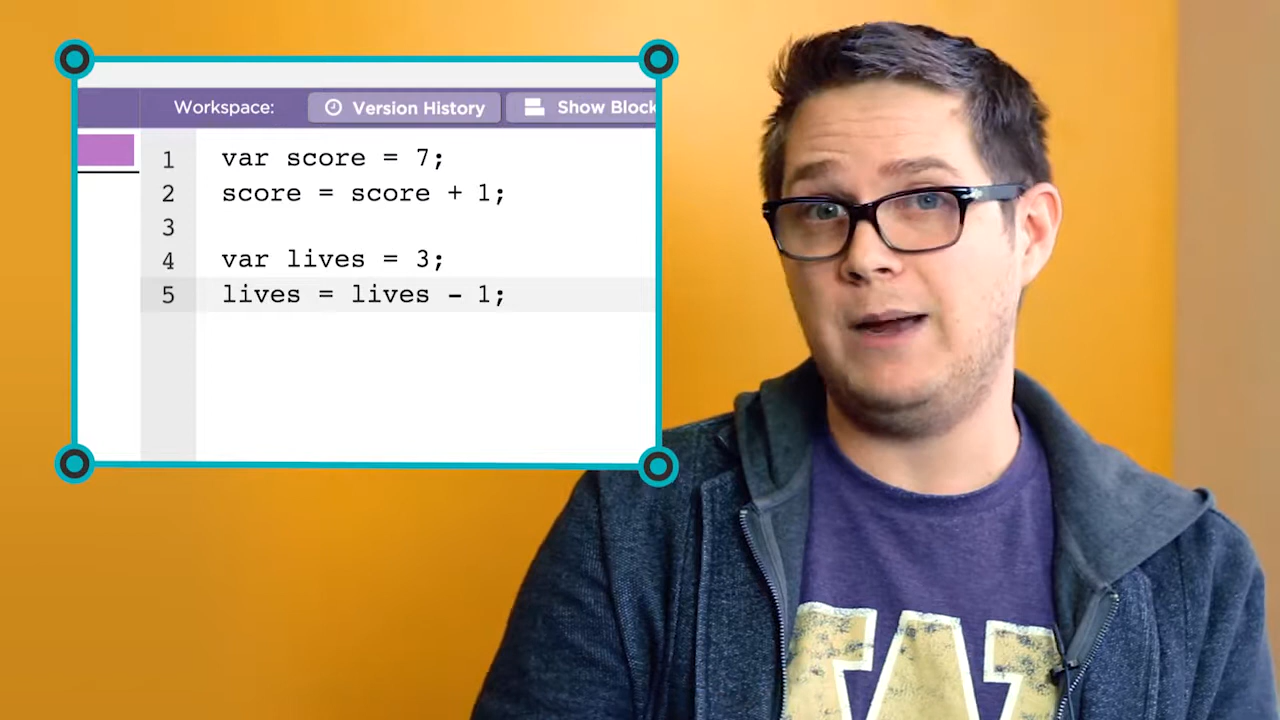 Workspace: Version History Show Block
1 var score = 7;
2 score = score + 1;
3
4 var lives = 3;
5 lives = lives - 1;
W